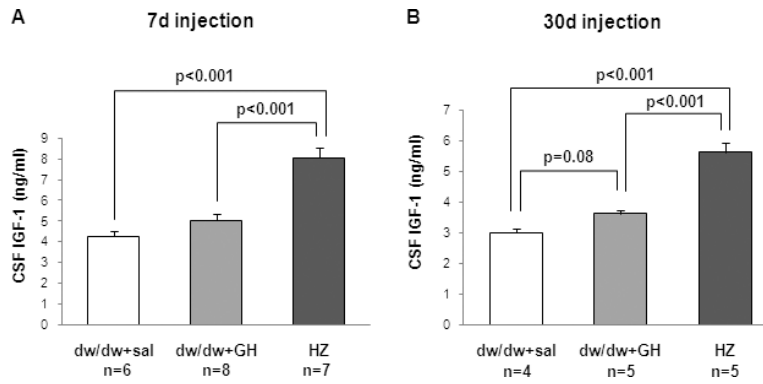 A
7d injection
p<0.001
p<0.001
CSF IGF-1 (ng/ml)
9
8
7
6
5
4
3
2
1
0
dw/dw+sal
n=6
dw/dw+GH
n=8
HZ
n=7
B
30d injection
p<0.001
p<0.001
p=0.08
CSF IGF-1 (ng/ml)
7
6
5
4
3
2
1
0
dw/dw+sal
n=4
dw/dw+GH
n=5
HZ
n=5